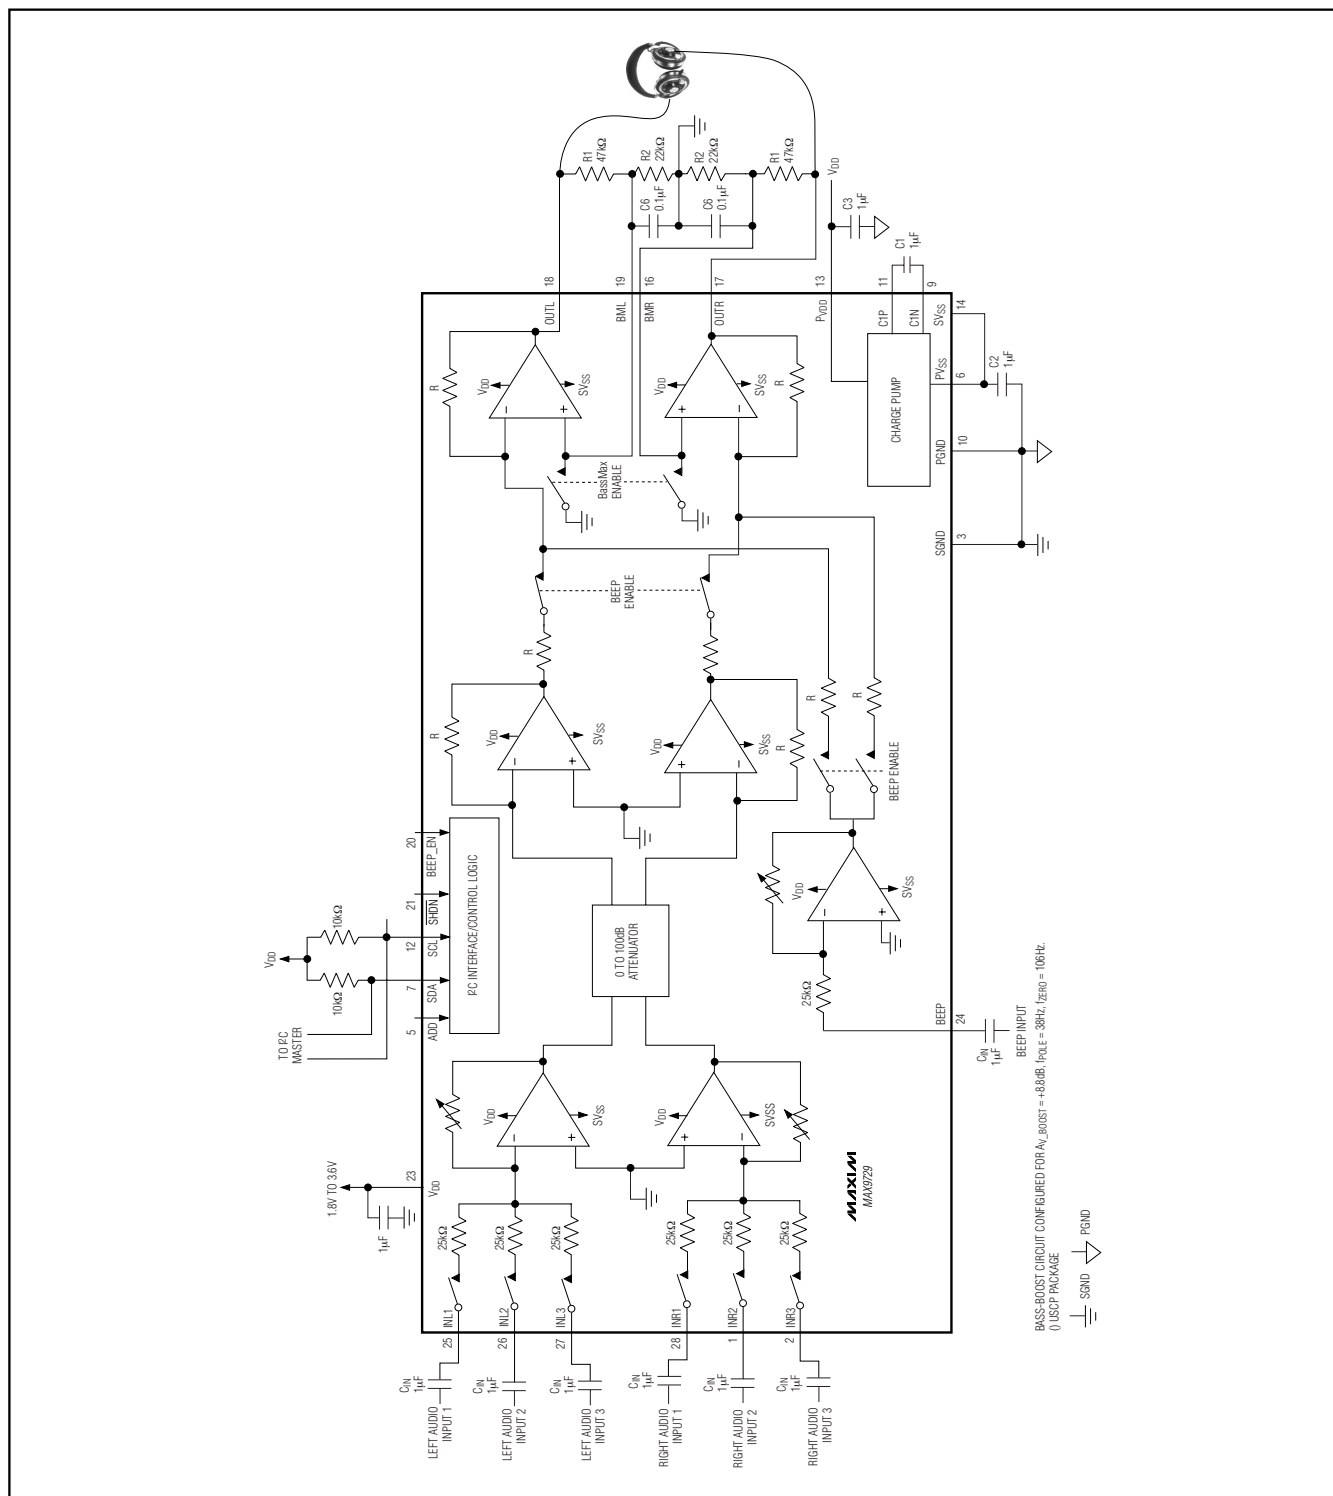 R1
47kΩ
R2
22kΩ
R2
22kΩ
R1
47kΩ
C6
0.1µF
C6
0.1µF
VDD
C3
1µF
C1
1µF
18
19
16
17
13
11
9
OUTL
BML
BMR
OUTR
PVDD
C1P
C1N
14
SVSS
R
VDD
SVSS
–
+
VDD
SVSS
+
–
R
CHARGE PUMP
PVSS
6
C2
1µF
PGND
10
SGND
3
BassMax
ENABLE
BEEP
ENABLE
R
R
VDD
SVSS
–
+
VDD
SVSS
+
–
R
R
R
BEEP ENABLE
VDD
SVSS
–
+
25kΩ
BEEP
24
CIN
1µF
BEEP INPUT
20
BEEP_EN
21
SHDN
12
SCL
7
SDA
5
ADD
I2C INTERFACE/CONTROL LOGIC
VDD
10kΩ
10kΩ
TO I2C
MASTER
0 TO 100dB
ATTENUATOR
VDD
SVSS
–
+
VDD
SVSS
+
–
1.8V TO 3.6V
23
VDD
1µF
25kΩ
25kΩ
25kΩ
25kΩ
25kΩ
25kΩ
MAXIM
MAX9729
INL1
INL2
INL3
INR1
INR2
INR3
25
26
27
28
1
2
CIN
1µF
CIN
1µF
CIN
1µF
CIN
1µF
CIN
1µF
CIN
1µF
LEFT AUDIO
INPUT 1
LEFT AUDIO
INPUT 2
LEFT AUDIO
INPUT 3
RIGHT AUDIO
INPUT 1
RIGHT AUDIO
INPUT 2
RIGHT AUDIO
INPUT 3
BASS-BOOST CIRCUIT CONFIGURED FOR AV_BOOST = +8.8dB, fPOLE = 38Hz, fZERO = 106Hz.
() USCP PACKAGE
SGND
PGND